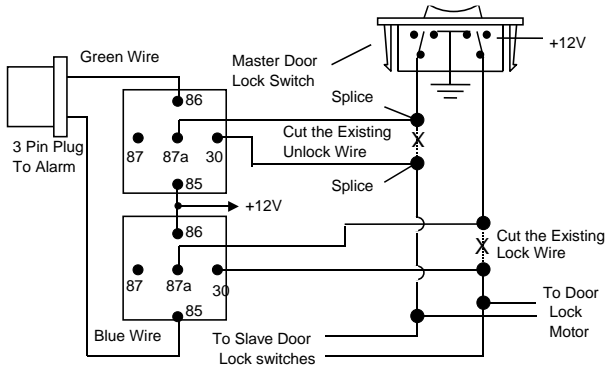 Green Wire
3 Pin Plug
To Alarm
86
87
87a
30
85
+12V
86
87
87a
30
85
Blue Wire
Master Door
Lock Switch
+12V
Splice
X
Cut the Existing
Unlock Wire
Splice
X
Cut the Existing
Lock Wire
To Door
Lock
Motor
To Slave Door
Lock switches